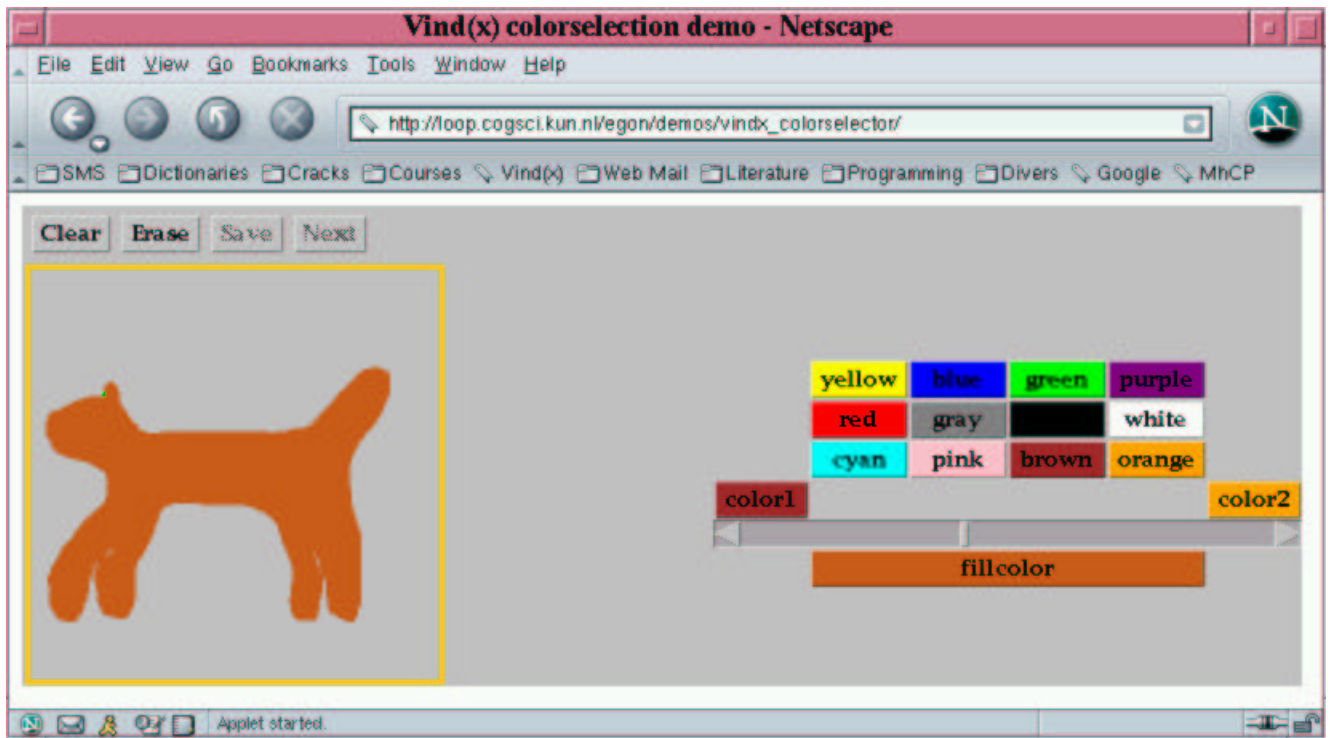 Vind(x) colorselection demo - Netscape
File Edit View Go Bookmarks Tools Window Help
http://loop.cogsci.kun.nl/egon/demos/vindx_colorselector/
N
SMS Dictionaries Cracks Courses Vind(x) Web Mail Literature Programming Divers Google MhCP
Clear Erase Save Next
yellow blue green purple
red gray white
cyan pink brown orange
color1 color2
fillcolor
Applet started.